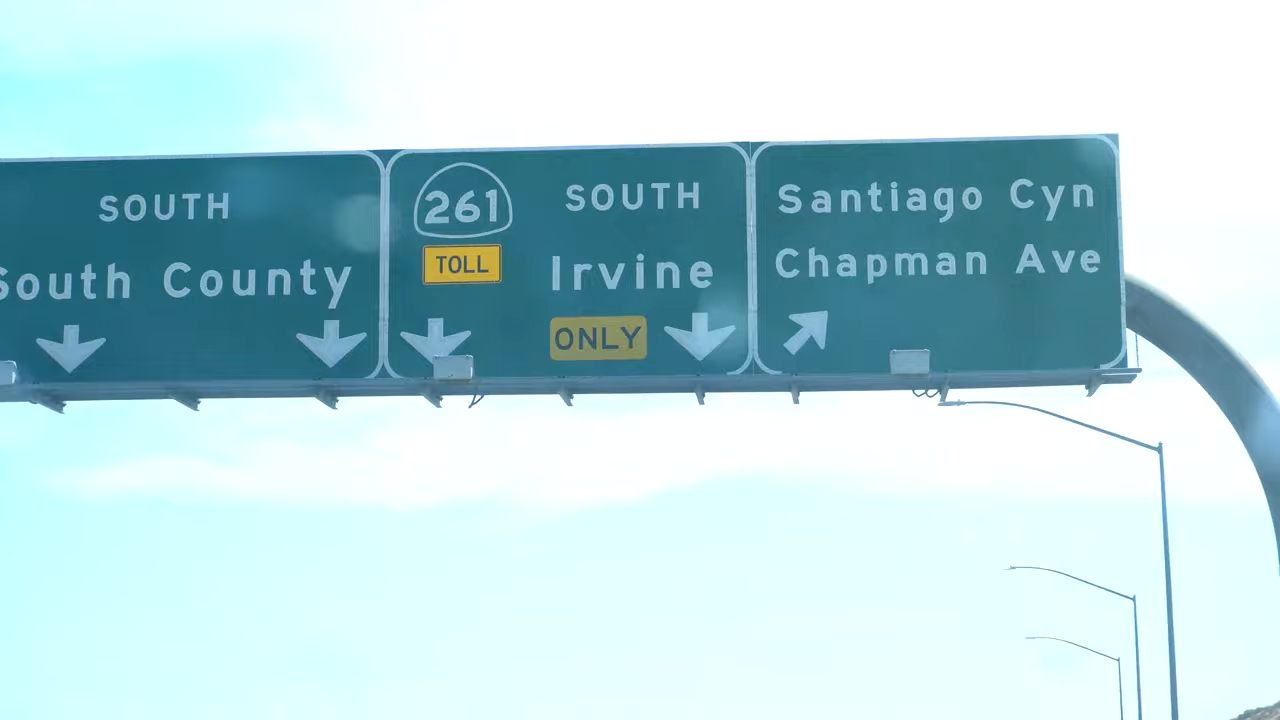 SOUTH
South County
261
TOLL
SOUTH
Irvine
ONLY
Santiago Cyn
Chapman Ave